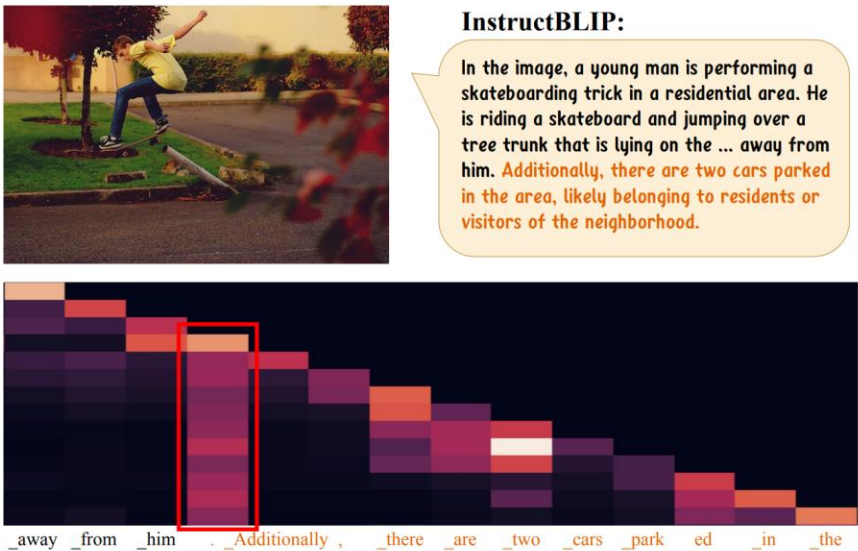 InstructBLIP:
In the image, a young man is performing a
skateboarding trick in a residential area. He
is riding a skateboard and jumping over a
tree trunk that is lying on the ... away from
him. Additionally, there are two cars parked
in the area, likely belonging to residents or
visitors of the neighborhood.
_away _from _him . _Additionally , _there _are _two _cars _park ed _in _the